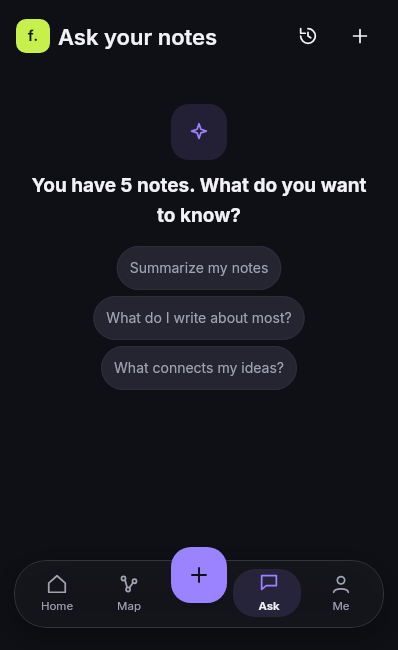 f.
Ask your notes
You have 5 notes. What do you want
to know?
Summarize my notes
What do I write about most?
What connects my ideas?
Home
Map
Ask
Me